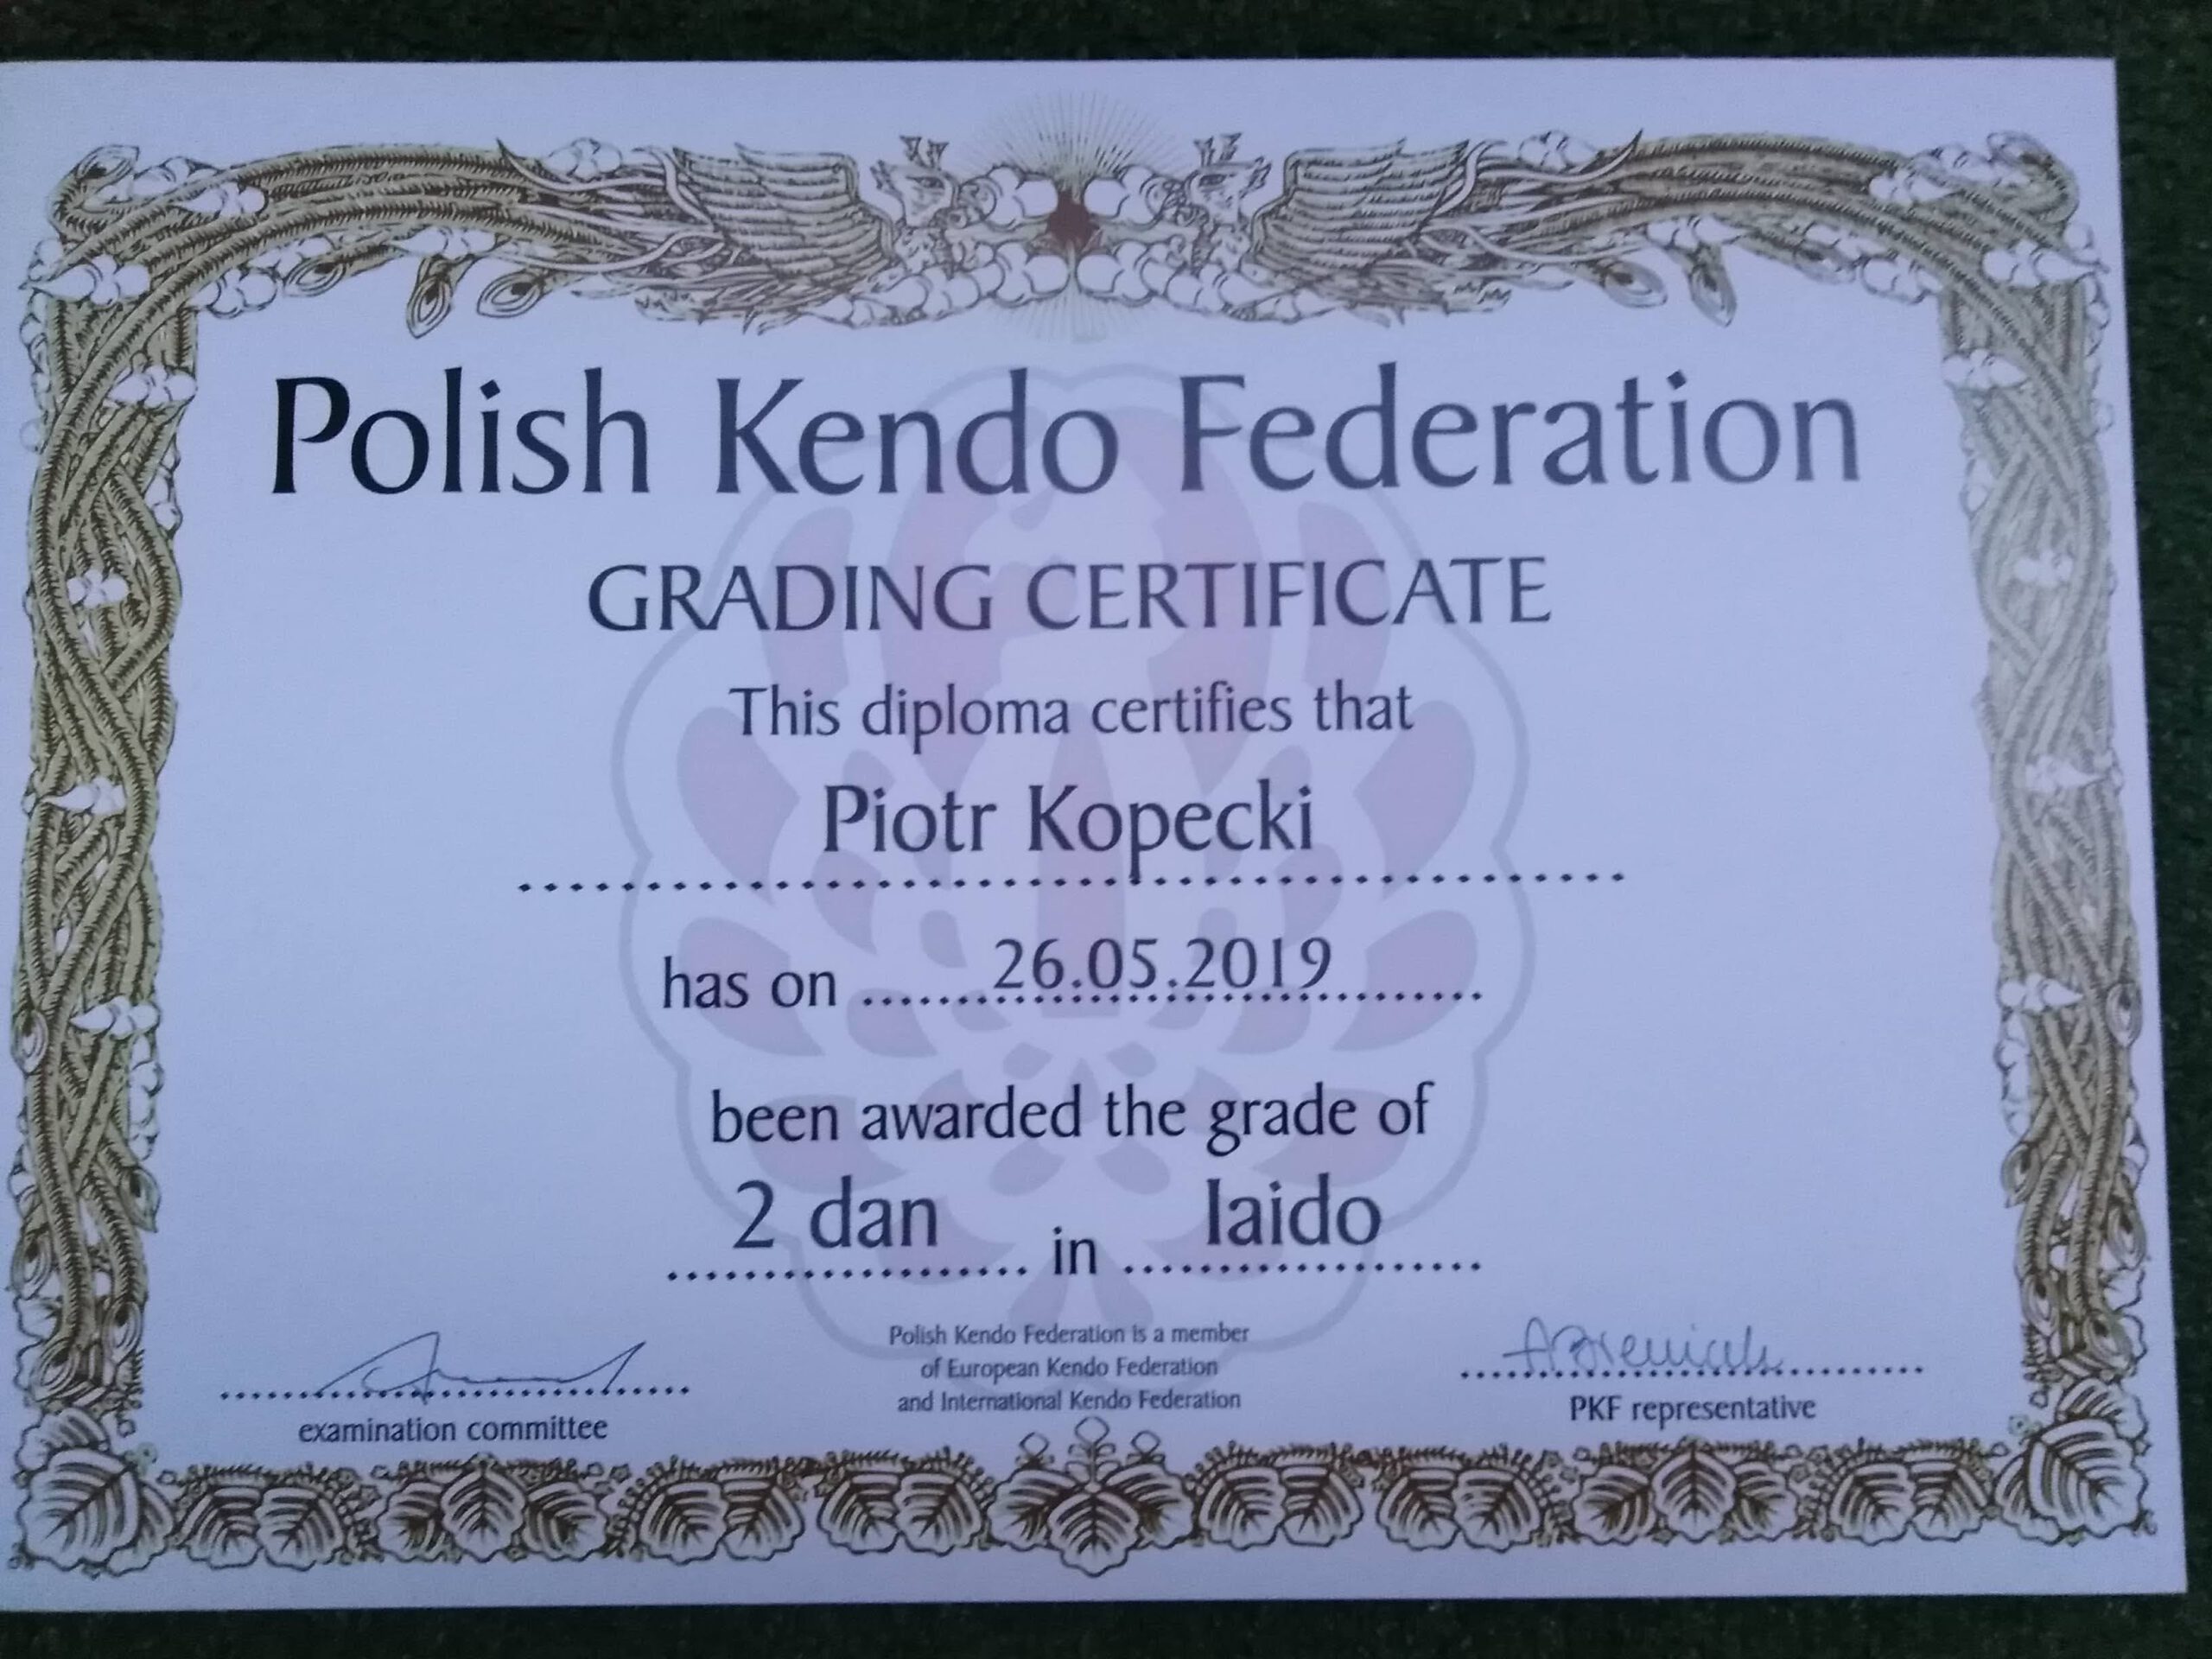 Polish Kendo Federation
GRADING CERTIFICATE
This diploma certifies that
Piotr Kopecki
has on 26.05.2019
been awarded the grade of
2 dan in Iaido
Polish Kendo Federation is a member
of European Kendo Federation
and International Kendo Federation
examination committee
PKF representative